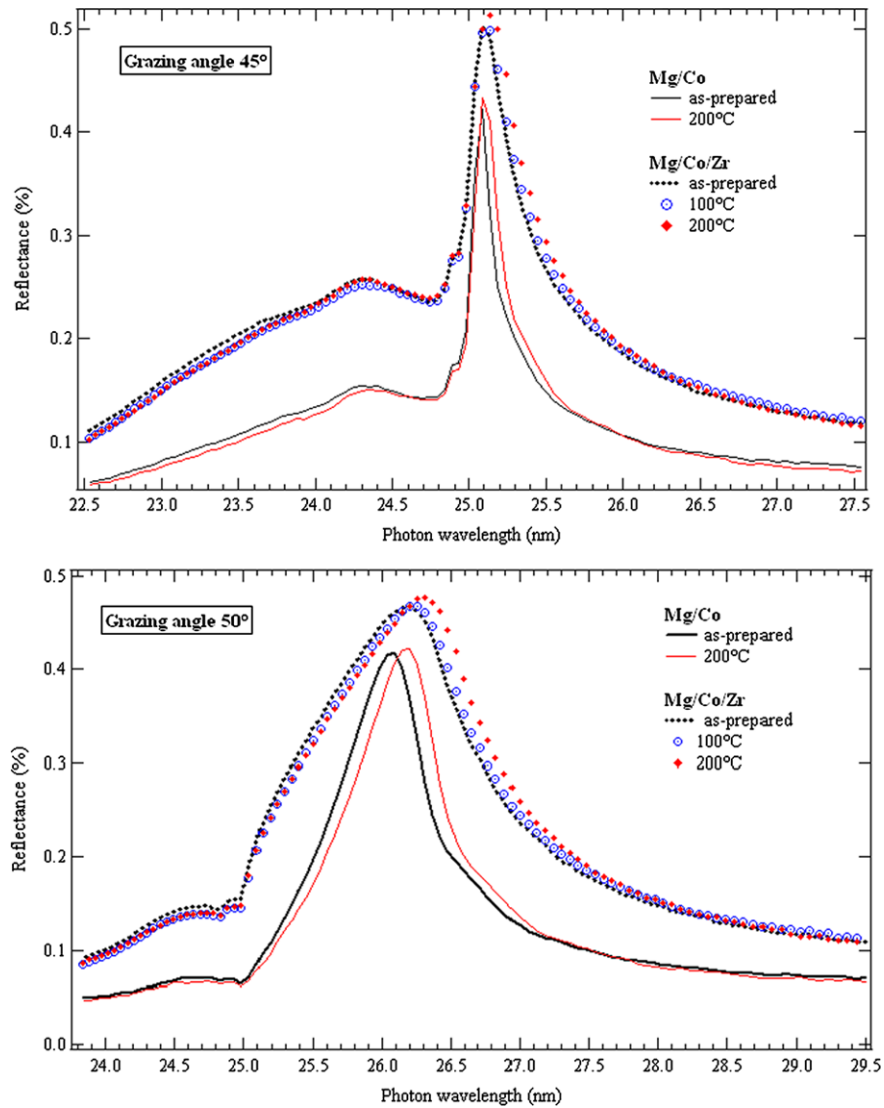 Grazing angle 45°
Mg/Co
as-prepared
200°C
Mg/Co/Zr
as-prepared
100°C
200°C
0.5
0.4
0.3
0.2
0.1
Reflectance (%)
22.5 23.0 23.5 24.0 24.5 25.0 25.5 26.0 26.5 27.0 27.5
Photon wavelength (nm)
Grazing angle 50°
Mg/Co
as-prepared
200°C
Mg/Co/Zr
as-prepared
100°C
200°C
0.5
0.4
0.3
0.2
0.1
0.0
Reflectance (%)
24.0 24.5 25.0 25.5 26.0 26.5 27.0 27.5 28.0 28.5 29.0 29.5
Photon wavelength (nm)